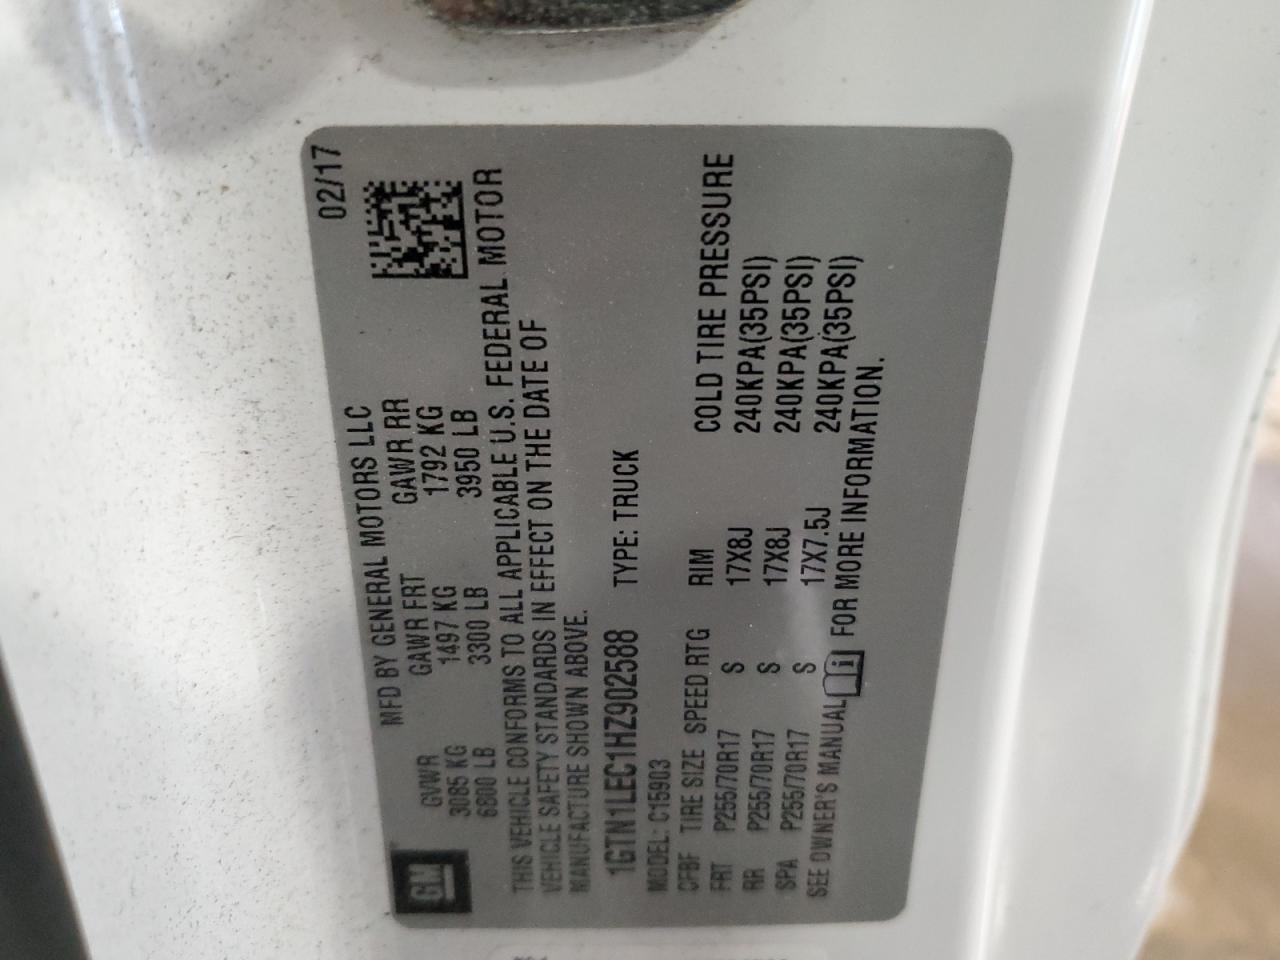 GM
MFD BY GENERAL MOTORS LLC 02/17
GVWR GAWR FRT GAWR RR
3085 KG 1497 KG 1792 KG
6800 LB 3300 LB 3950 LB
THIS VEHICLE CONFORMS TO ALL APPLICABLE U.S. FEDERAL MOTOR
VEHICLE SAFETY STANDARDS IN EFFECT ON THE DATE OF
MANUFACTURE SHOWN ABOVE.
1GTN1LEC1HZ902588 TYPE: TRUCK
MODEL: C15903
CFBF TIRE SIZE SPEED RTG RIM COLD TIRE PRESSURE
FRT P255/70R17 S 17X8J 240KPA(35PSI)
RR P255/70R17 S 17X8J 240KPA(35PSI)
SPA P255/70R17 S 17X7.5J 240KPA(35PSI)
SEE OWNER'S MANUAL i FOR MORE INFORMATION.